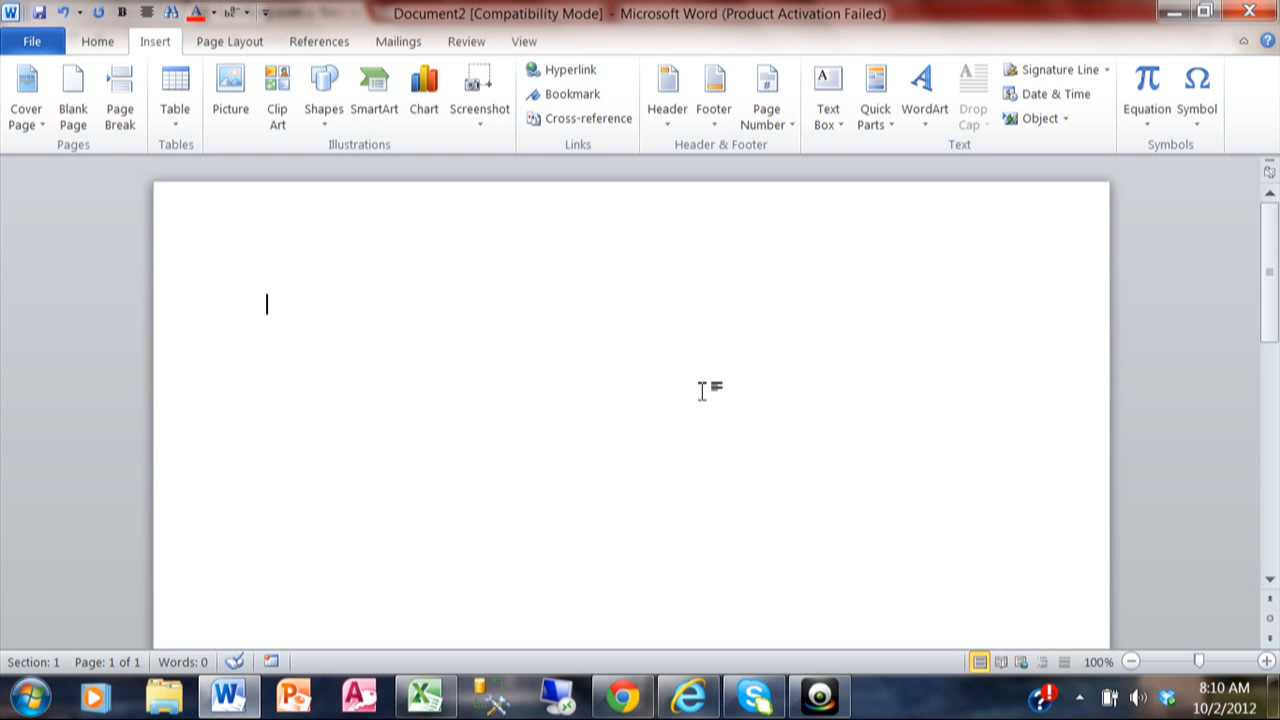 Document2 [Compatibility Mode] - Microsoft Word (Product Activation Failed)
File Home Insert Page Layout References Mailings Review View
Cover Page
Blank Page
Page Break
Pages
Table
Tables
Picture
Clip Art
Shapes
SmartArt
Chart
Screenshot
Illustrations
Hyperlink
Bookmark
Cross-reference
Links
Header
Footer
Page Number
Header & Footer
Text Box
Quick Parts
WordArt
Drop Cap
Signature Line
Date & Time
Object
Text
Equation
Symbol
Symbols
Section: 1 Page: 1 of 1 Words: 0 100%
8:10 AM
10/2/2012